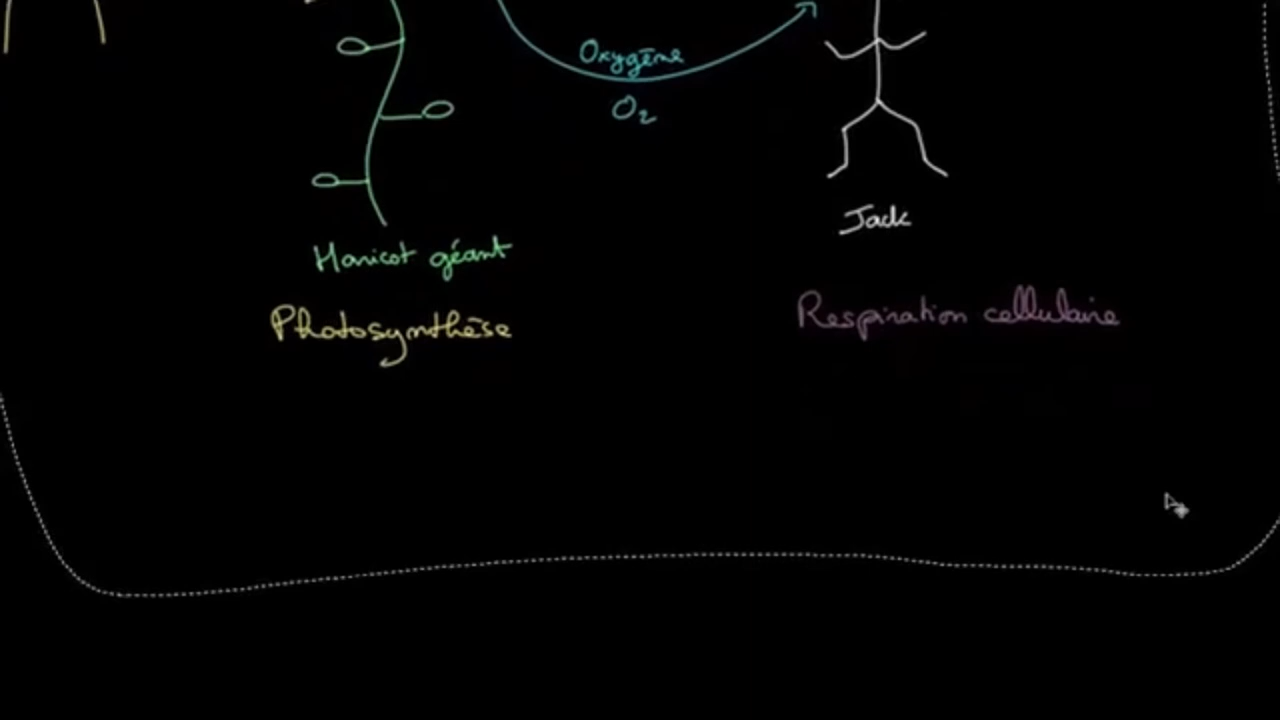 Oxygène
O₂
Jack
Haricot géant
Photosynthèse
Respiration cellulaire